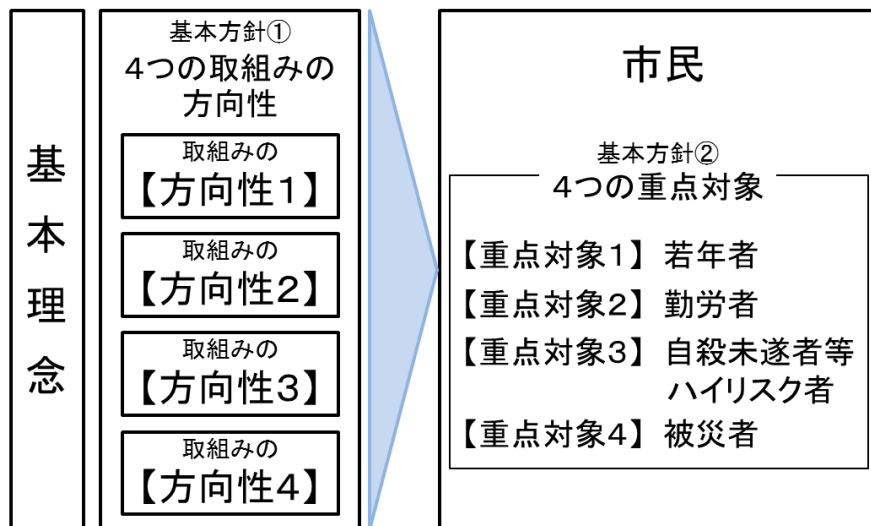 基本理念
基本方針①
4つの取組みの
方向性
取組みの
【方向性1】
取組みの
【方向性2】
取組みの
【方向性3】
取組みの
【方向性4】
市民
基本方針②
4つの重点対象
【重点対象1】若年者
【重点対象2】勤労者
【重点対象3】自殺未遂者等
ハイリスク者
【重点対象4】被災者